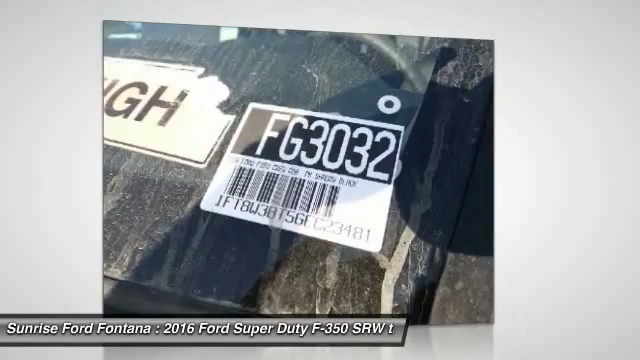 IGH
FG3032
1FT8W3BT5GEC23481
Sunrise Ford Fontana : 2016 Ford Super Duty F-350 SRW t